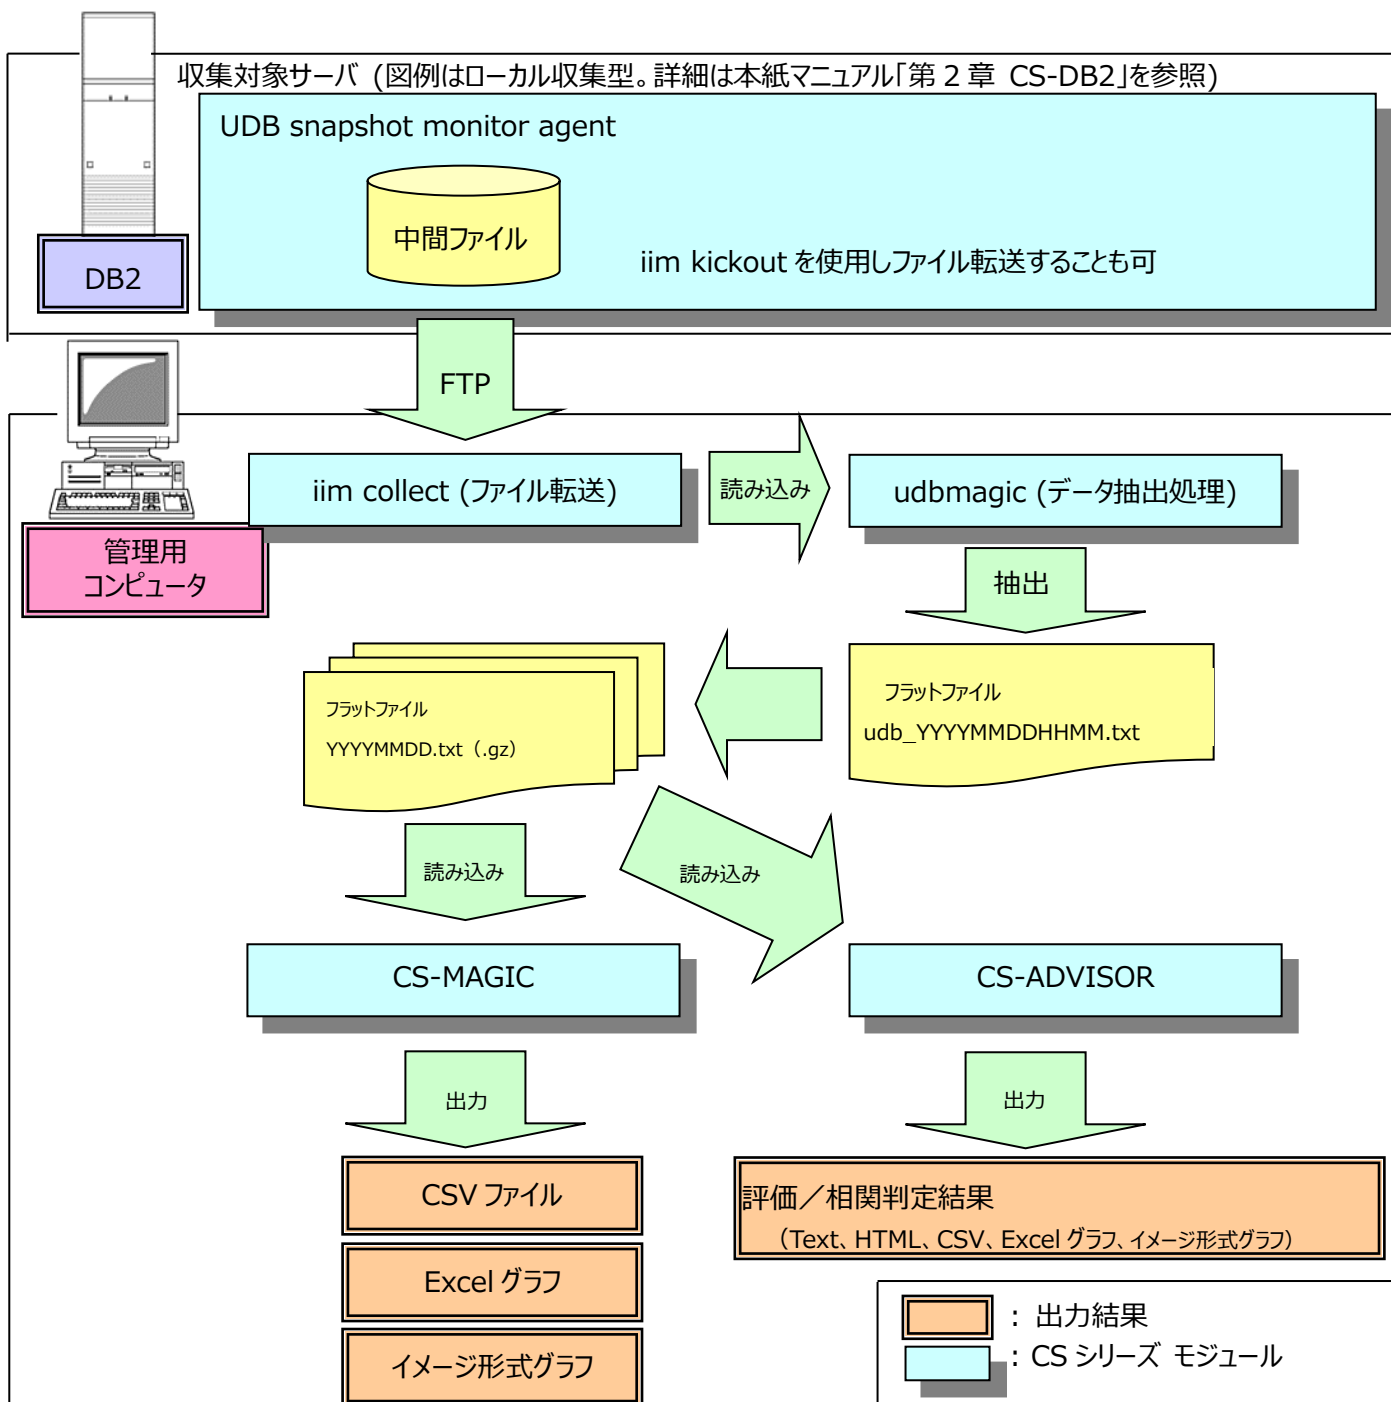 収集対象サーバ (図例はローカル収集型。詳細は本紙マニュアル「第 2 章 CS-DB2」を参照)
UDB snapshot monitor agent
中間ファイル
iim kickout を使用しファイル転送することも可
DB2
FTP
iim collect (ファイル転送)
読み込み
udbmagic (データ抽出処理)
管理用
コンピュータ
抽出
フラットファイル
YYYYMMDD.txt（.gz）
フラットファイル
udb_YYYYMMDDHHMM.txt
読み込み
読み込み
CS-MAGIC
CS-ADVISOR
出力
出力
CSV ファイル
Excel グラフ
イメージ形式グラフ
評価／相関判定結果
（Text、HTML、CSV、Excel グラフ、イメージ形式グラフ）
： 出力結果
：CS シリーズ モジュール